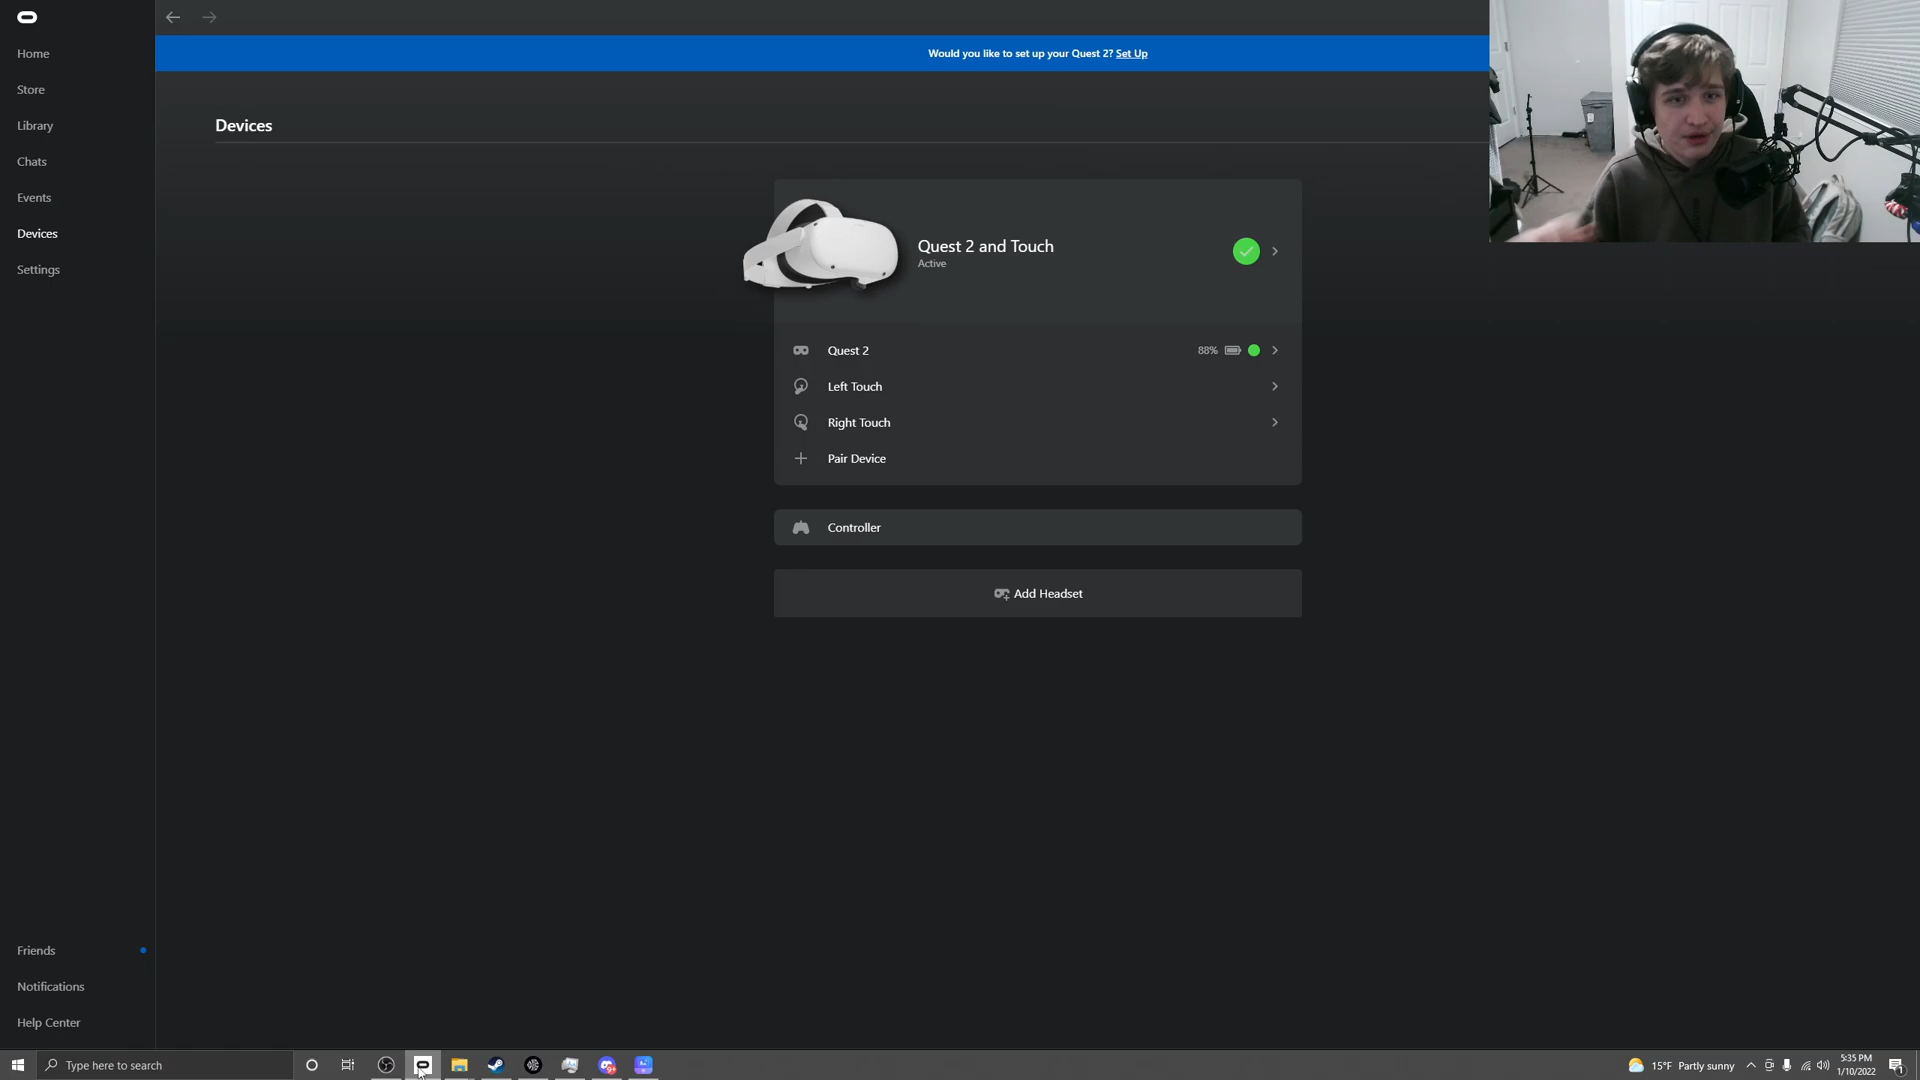 Home
Store
Library
Chats
Events
Devices
Settings
Friends
Notifications
Help Center
Would you like to set up your Quest 2? Set Up
Devices
Quest 2 and Touch
Active
Quest 2
88%
Left Touch
Right Touch
Pair Device
Controller
Add Headset
Type here to search
9+
15°F Partly sunny
5:35 PM
1/10/2022
1